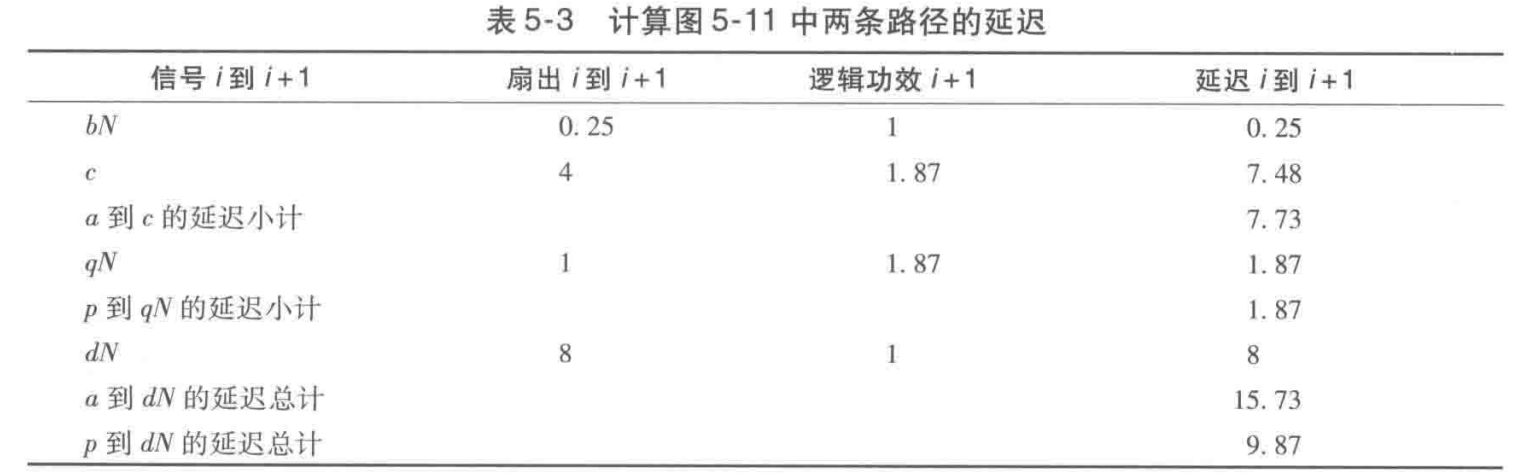 表 5-3 计算图 5-11 中两条路径的延迟
信号 i 到 i+1 扇出 i 到 i+1 逻辑功效 i+1 延迟 i 到 i+1
bN 0.25 1 0.25
c 4 1.87 7.48
a 到 c 的延迟小计 7.73
qN 1 1.87 1.87
p 到 qN 的延迟小计 1.87
dN 8 1 8
a 到 dN 的延迟总计 15.73
p 到 dN 的延迟总计 9.87